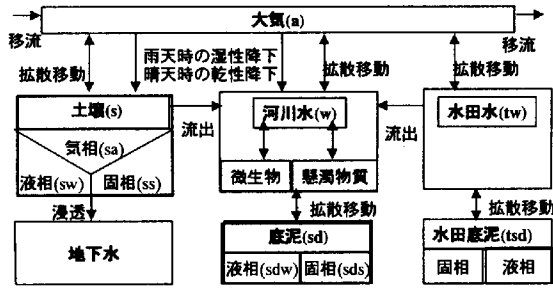 大気(a)
移流
移流
拡散移動
雨天時の湿性降下
晴天時の乾性降下
拡散移動
拡散移動
土壌(s)
気相(sa)
液相(sw)
固相(ss)
流出
河川水(w)
微生物
懸濁物質
流出
水田水(tw)
浸透
地下水
拡散移動
底泥(sd)
液相(sdw)
固相(sds)
拡散移動
水田底泥(tsd)
固相
液相